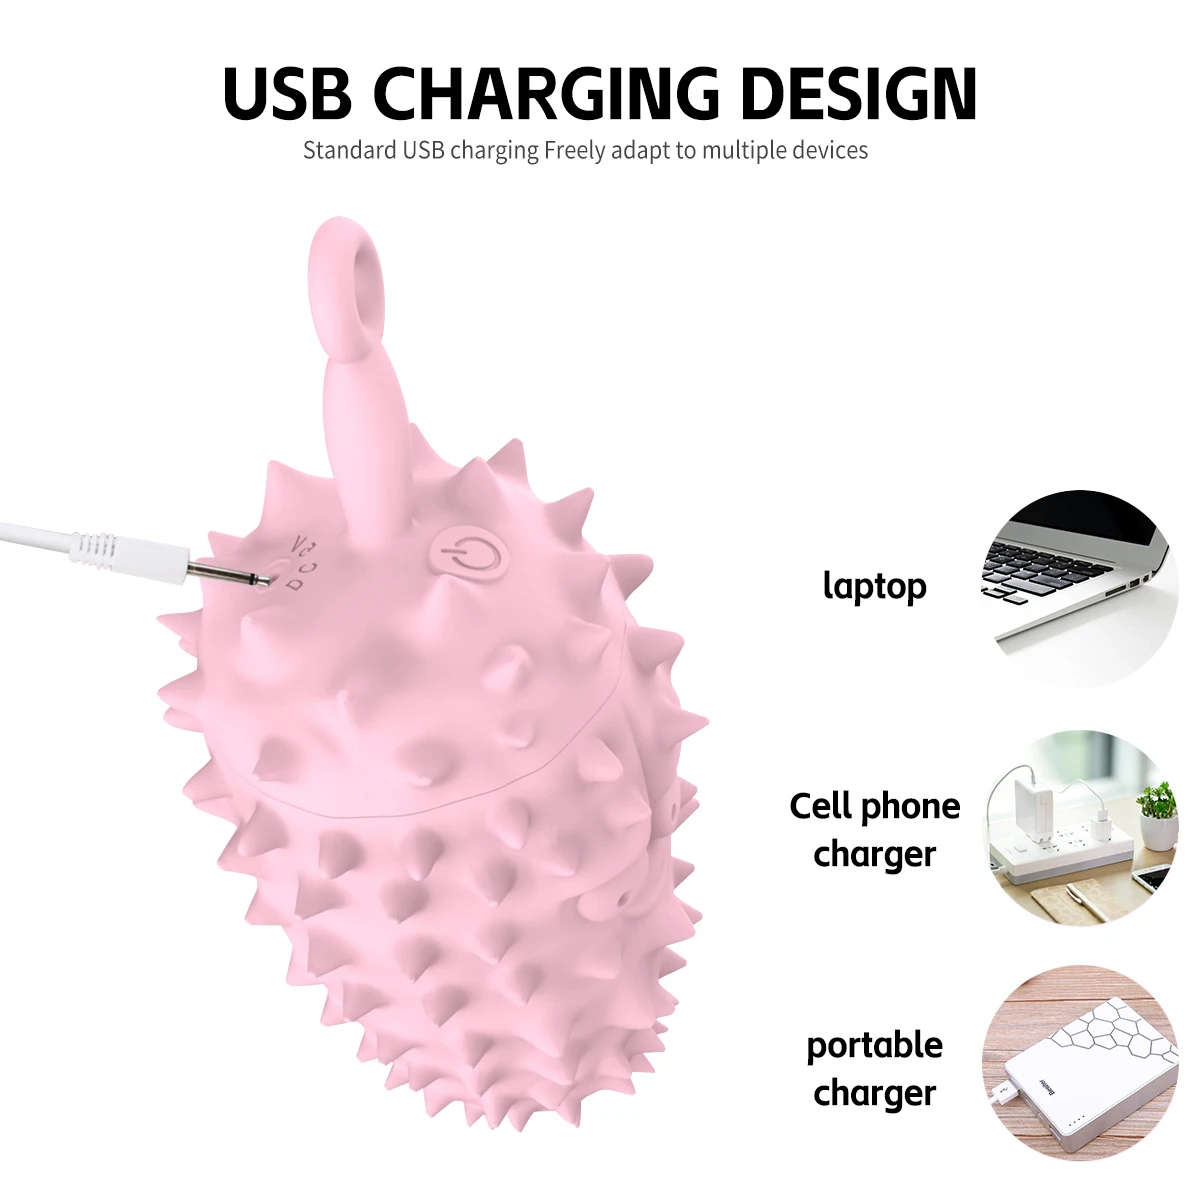 USB CHARGING DESIGN
Standard USB charging Freely adapt to multiple devices
laptop
Cell phone
charger
portable
charger